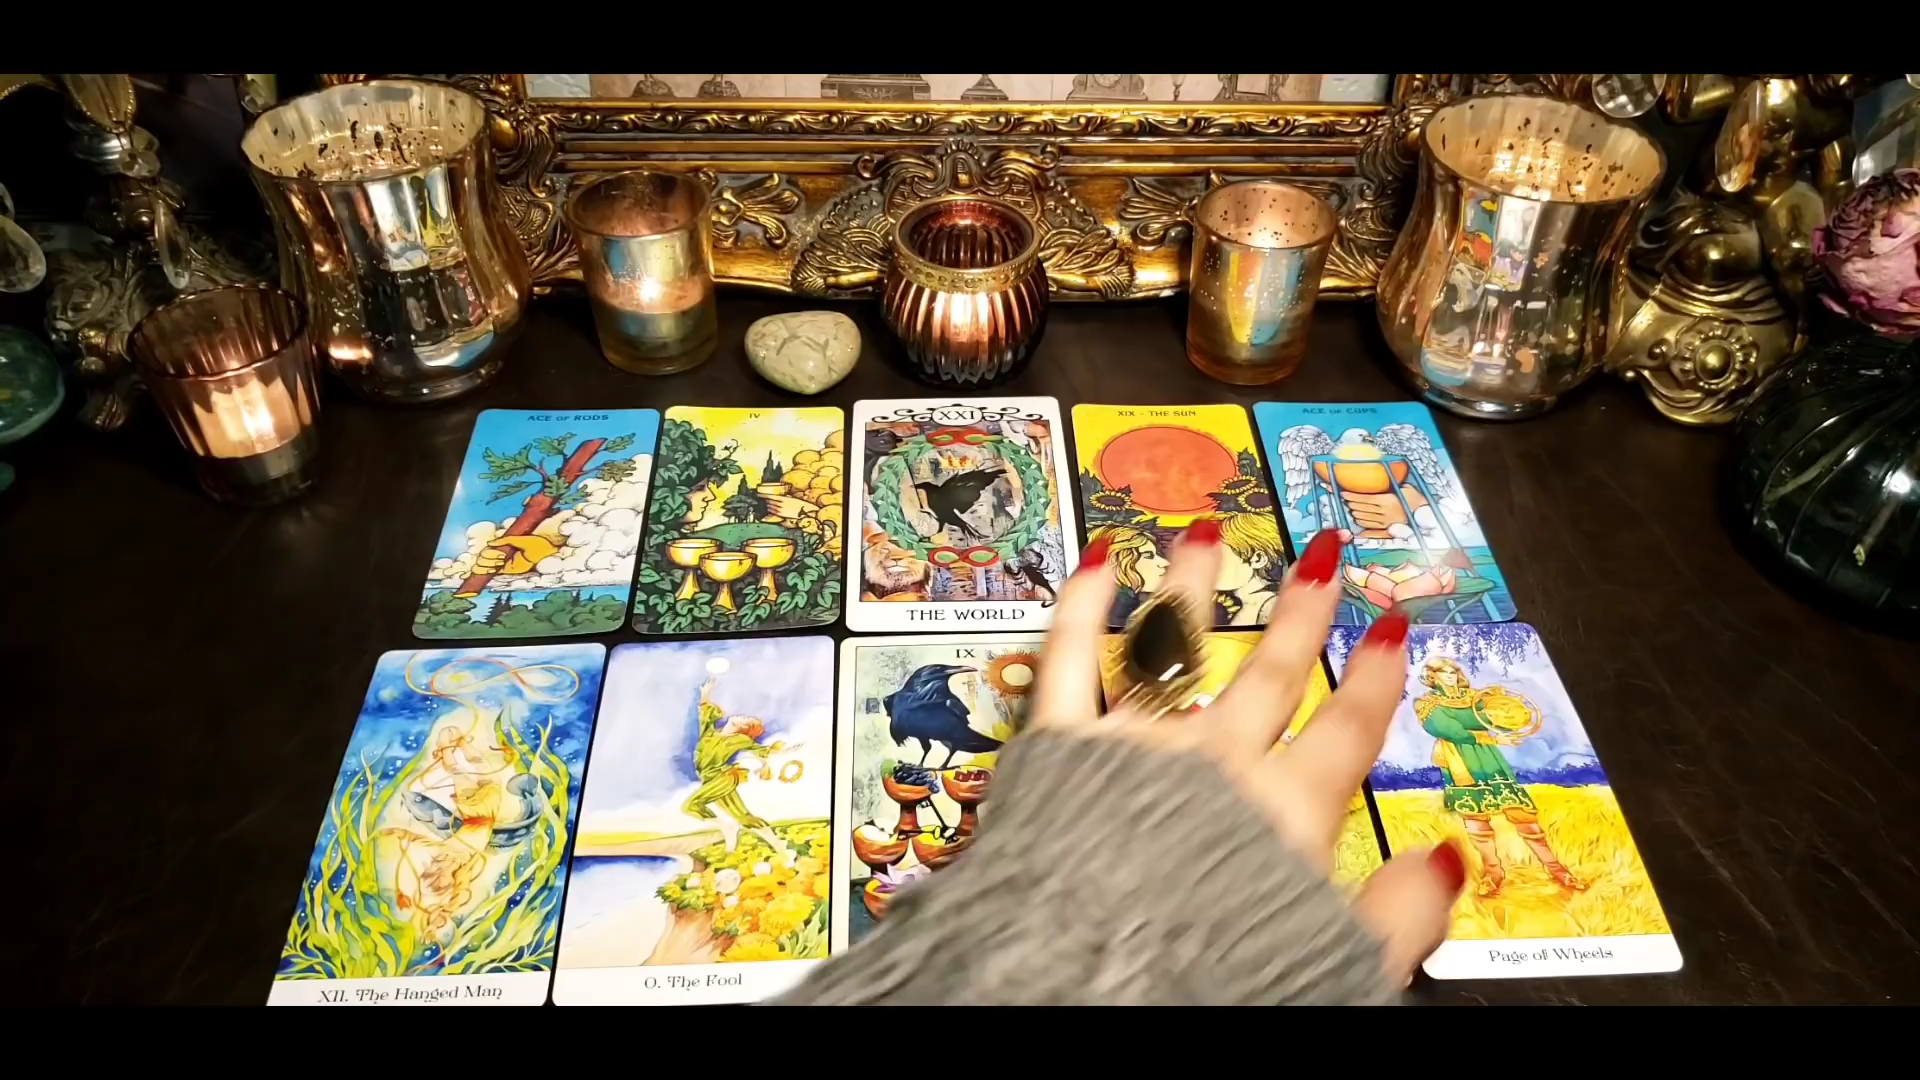 ACE OF RODS
IV
XXI
THE WORLD
XIX - THE SUN
ACE OF CUPS
XII. The Hanged Man
0. The Fool
IX
Page of Wheels